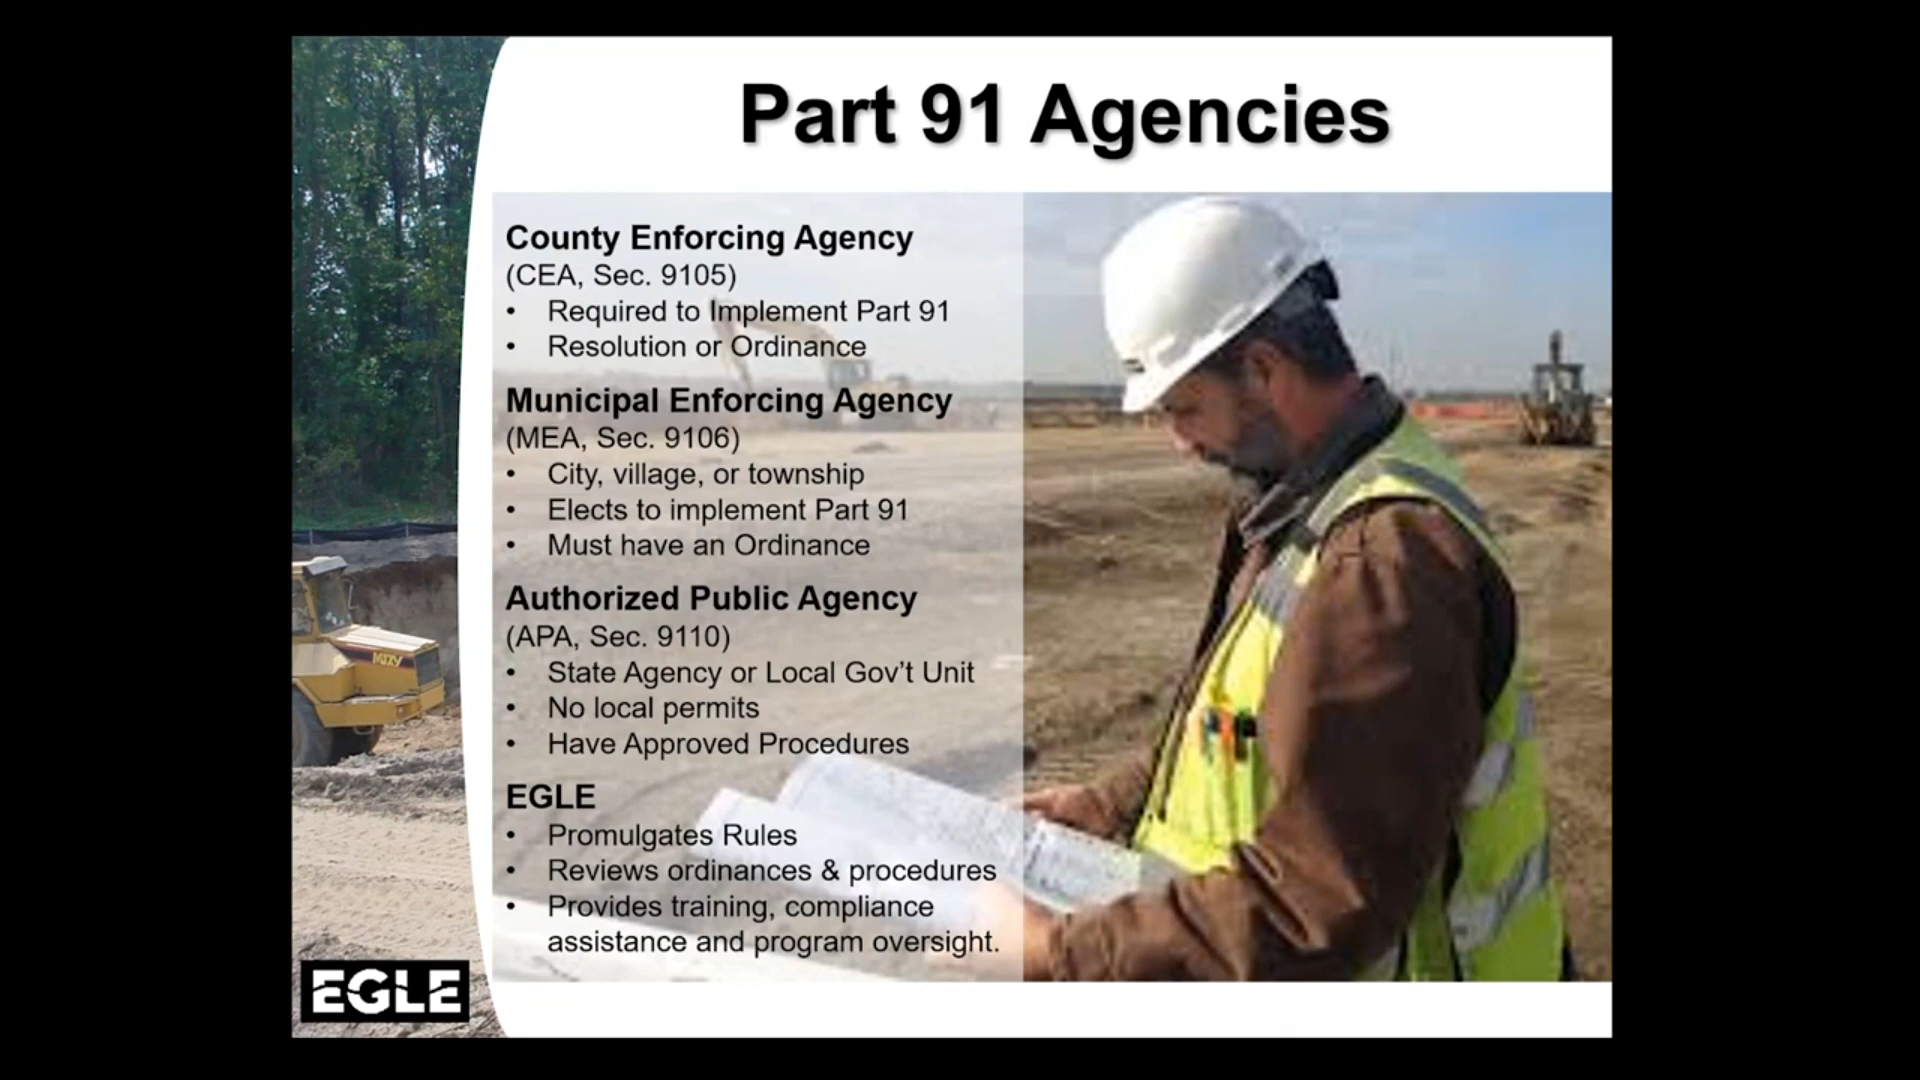 Part 91 Agencies
County Enforcing Agency
(CEA, Sec. 9105)
• Required to Implement Part 91
• Resolution or Ordinance
Municipal Enforcing Agency
(MEA, Sec. 9106)
• City, village, or township
• Elects to implement Part 91
• Must have an Ordinance
Authorized Public Agency
(APA, Sec. 9110)
• State Agency or Local Gov’t Unit
• No local permits
• Have Approved Procedures
EGLE
• Promulgates Rules
• Reviews ordinances & procedures
• Provides training, compliance
assistance and program oversight.
EGLE